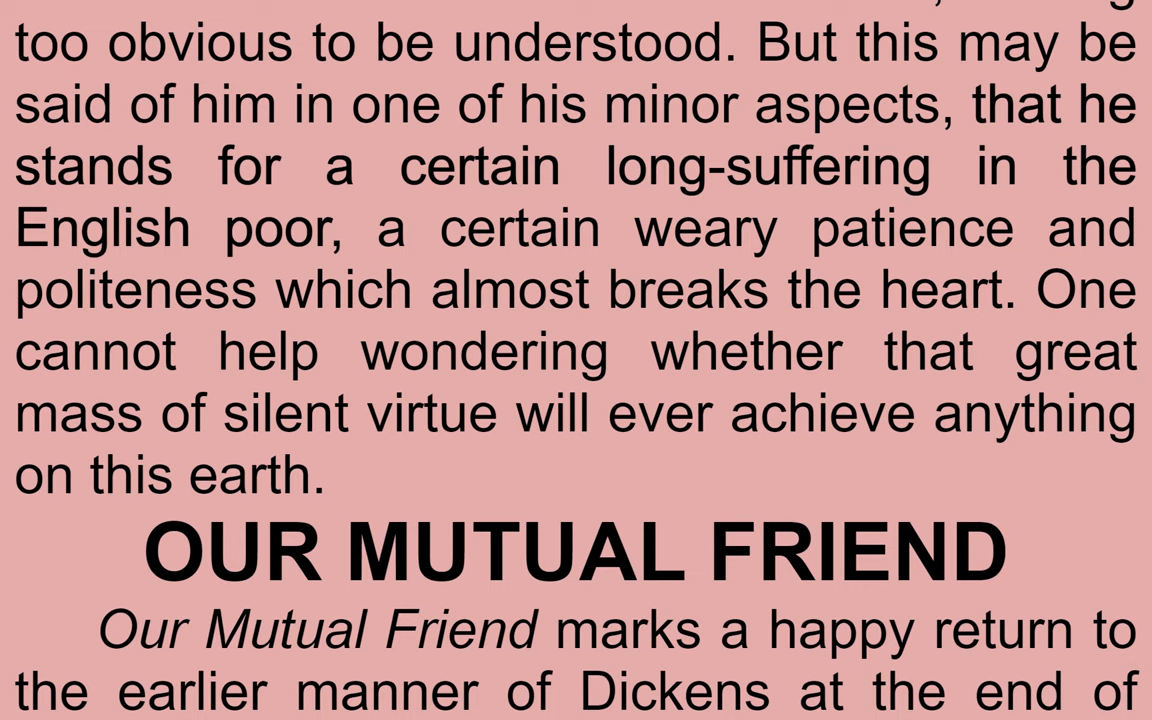 too obvious to be understood. But this may be
said of him in one of his minor aspects, that he
stands for a certain long-suffering in the
English poor, a certain weary patience and
politeness which almost breaks the heart. One
cannot help wondering whether that great
mass of silent virtue will ever achieve anything
on this earth.
OUR MUTUAL FRIEND
Our Mutual Friend marks a happy return to
the earlier manner of Dickens at the end of